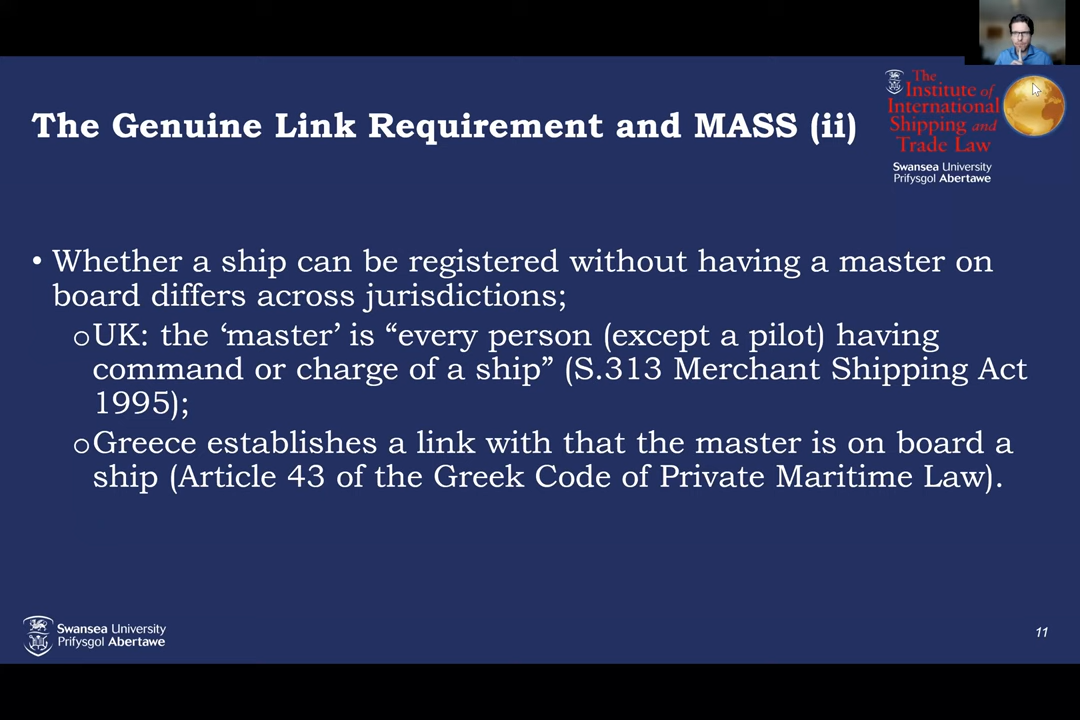 The Genuine Link Requirement and MASS (ii)
The
Institute of
International
Shipping and
Trade Law
Swansea University
Prifysgol Abertawe
• Whether a ship can be registered without having a master on
board differs across jurisdictions;
o UK: the ‘master’ is “every person (except a pilot) having
command or charge of a ship” (S.313 Merchant Shipping Act
1995);
o Greece establishes a link with that the master is on board a
ship (Article 43 of the Greek Code of Private Maritime Law).
Swansea University
Prifysgol Abertawe
11